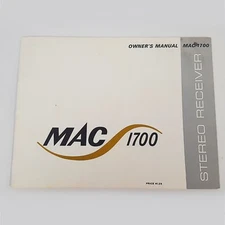 OWNER'S MANUAL MAC 1700
STEREO RECEIVER
MAC 1700